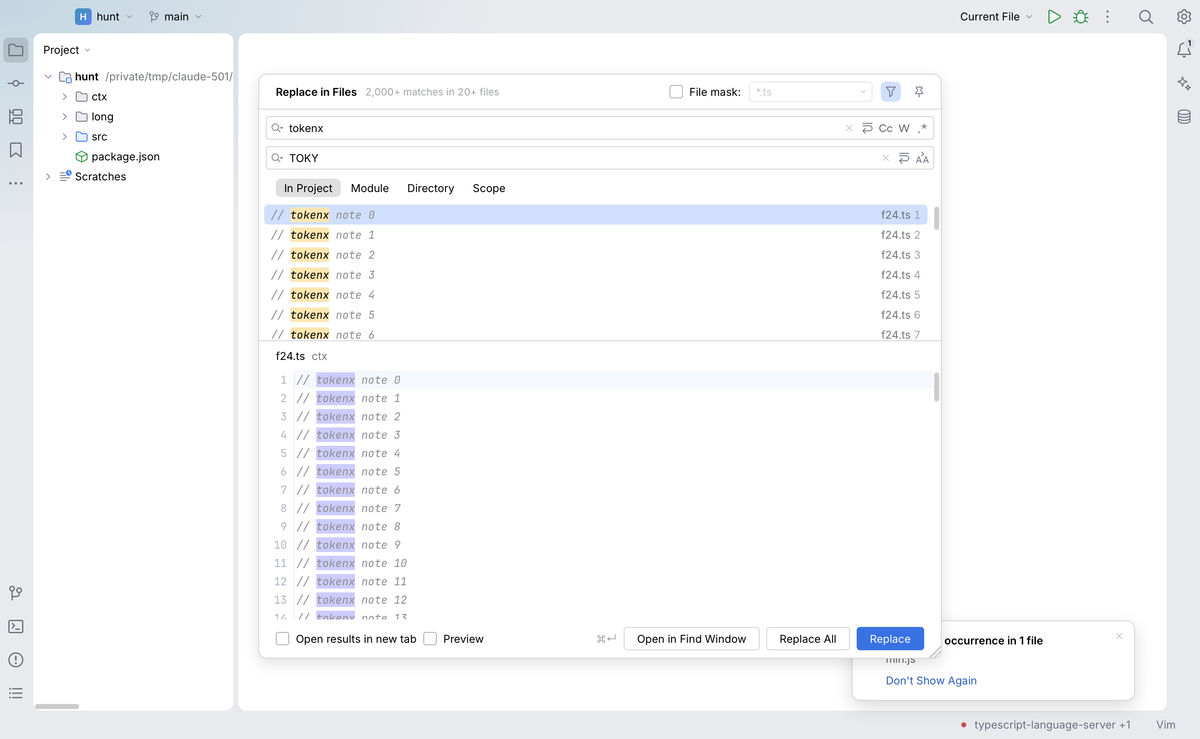 H hunt main Current File
Project
hunt /private/tmp/claude-501/
ctx
long
src
package.json
Scratches
Replace in Files 2,000+ matches in 20+ files File mask: *.ts
tokenx Cc W .*
TOKY
In Project Module Directory Scope
// tokenx note 0 f24.ts 1
// tokenx note 1 f24.ts 2
// tokenx note 2 f24.ts 3
// tokenx note 3 f24.ts 4
// tokenx note 4 f24.ts 5
// tokenx note 5 f24.ts 6
// tokenx note 6 f24.ts 7
f24.ts ctx
1 // tokenx note 0
2 // tokenx note 1
3 // tokenx note 2
4 // tokenx note 3
5 // tokenx note 4
6 // tokenx note 5
7 // tokenx note 6
8 // tokenx note 7
9 // tokenx note 8
10 // tokenx note 9
11 // tokenx note 10
12 // tokenx note 11
13 // tokenx note 12
14 // tokenx note 13
Open results in new tab Preview ⌘↵ Open in Find Window Replace All Replace
occurrence in 1 file
min.js
Don't Show Again
typescript-language-server +1 Vim